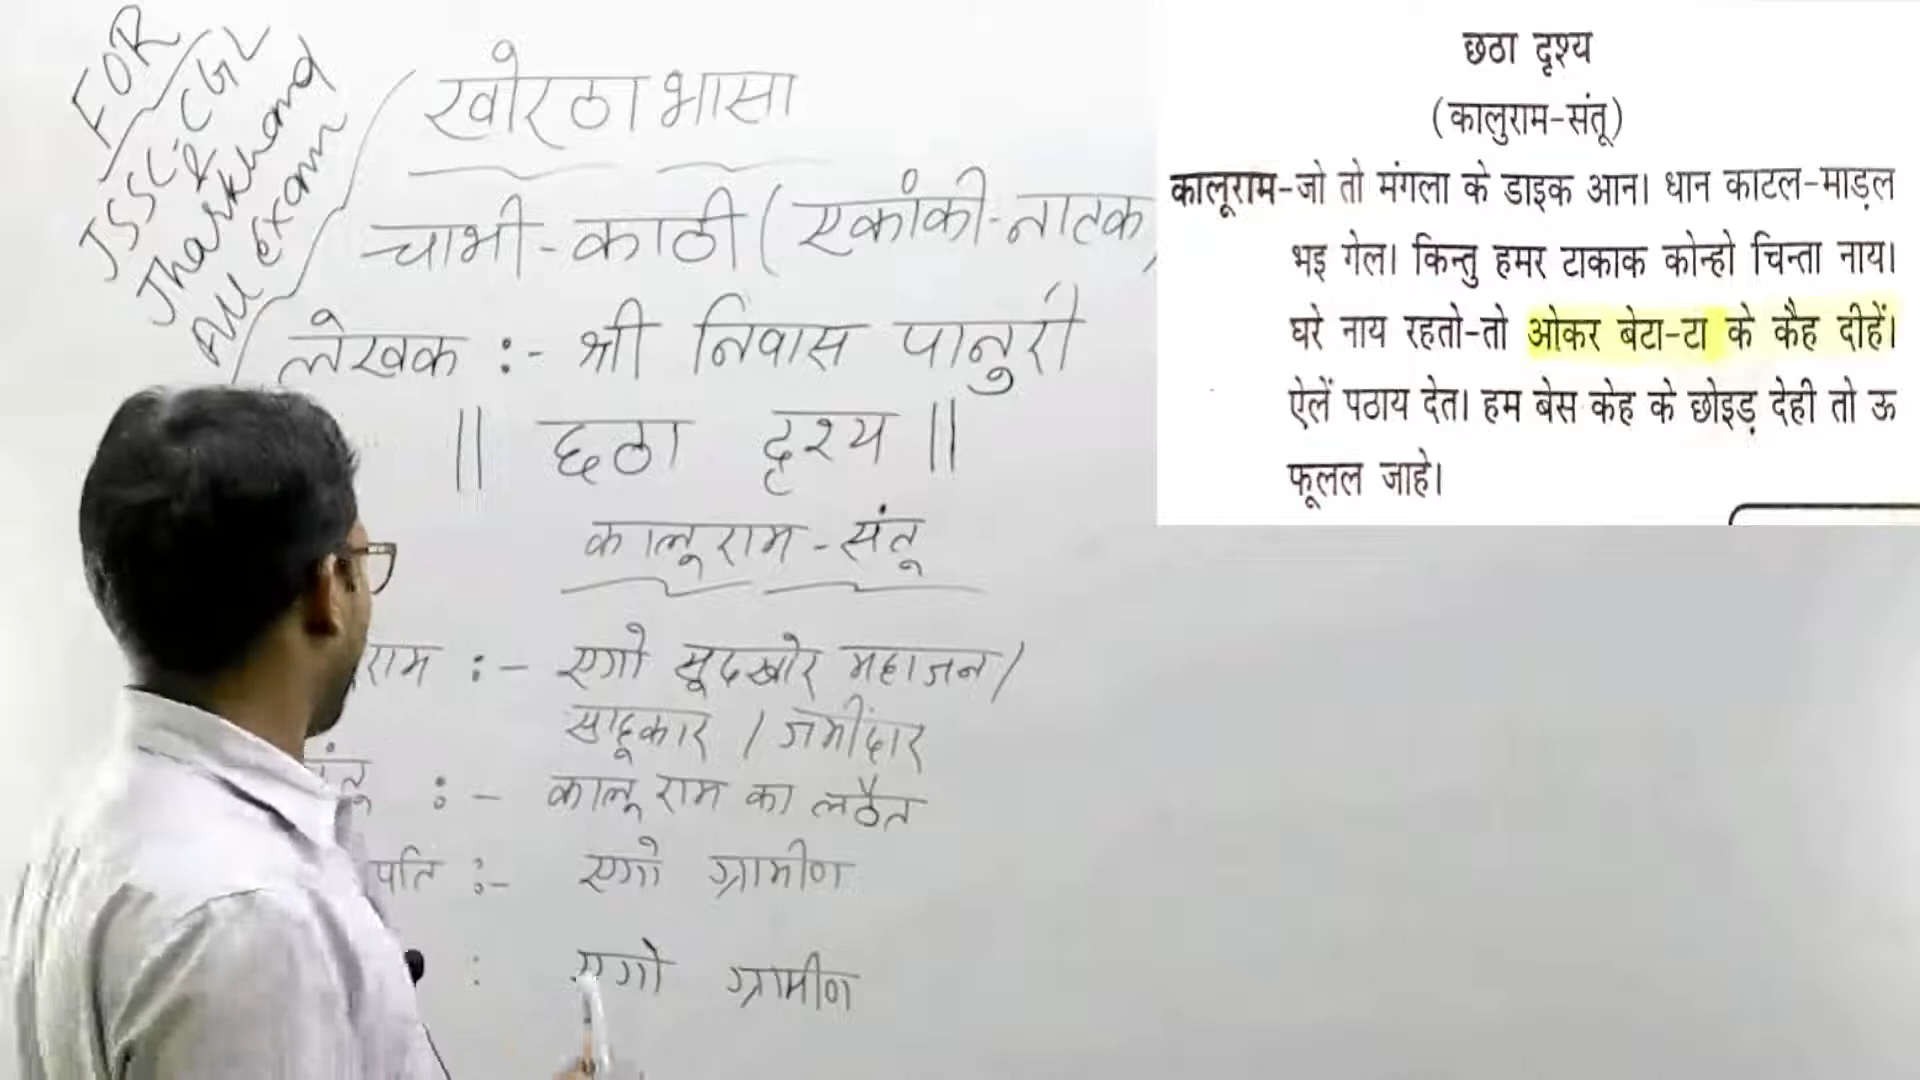 FOR
JSSC-CGL
&
Jharkhand
All Exam
खोरठा भासा
चाभी-काठी (एकांकी-नाटक)
लेखक :- श्री निवास पानुरी
|| छठा दृश्य ||
कालूराम-संतू
राम :- एगो सूदखोर महाजन/
साहूकार / जमींदार
संतू :- कालू राम का लठैत
पति :- एगो ग्रामीण
: एगो ग्रामीण
छठा दृश्य
(कालुराम-संतू)
कालूराम-जो तो मंगला के डाइक आन। धान काटल-माड़ल
भइ गेल। किन्तु हमर टाकाक कोन्हो चिन्ता नाय।
घरे नाय रहतो-तो ओकर बेटा-टा के कैह दीहें।
ऐलें पठाय देत। हम बेस केह के छोइड़ देही तो ऊ
फूलल जाहे।